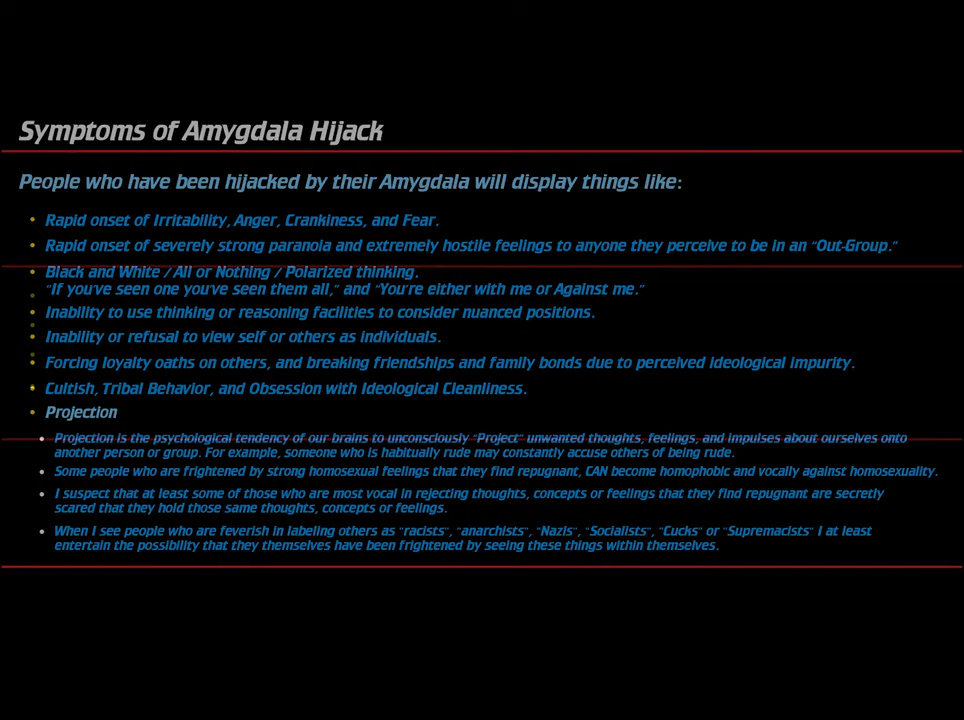 Symptoms of Amygdala Hijack
People who have been hijacked by their Amygdala will display things like:
• Rapid onset of Irritability, Anger, Crankiness, and Fear.
• Rapid onset of severely strong paranoia and extremely hostile feelings to anyone they perceive to be in an "Out-Group."
• Black and White / All or Nothing / Polarized thinking.
"If you've seen one you've seen them all," and "You're either with me or Against me."
• Inability to use thinking or reasoning facilities to consider nuanced positions.
• Inability or refusal to view self or others as individuals.
• Forcing loyalty oaths on others, and breaking friendships and family bonds due to perceived ideological impurity.
• Cultish, Tribal Behavior, and Obsession with Ideological Cleanliness.
• Projection
• Projection is the psychological tendency of our brains to unconsciously "Project" unwanted thoughts, feelings, and impulses about ourselves onto
another person or group. For example, someone who is habitually rude may constantly accuse others of being rude.
• Some people who are frightened by strong homosexual feelings that they find repugnant, CAN become homophobic and vocally against homosexuality.
• I suspect that at least some of those who are most vocal in rejecting thoughts, concepts or feelings that they find repugnant are secretly
scared that they hold those same thoughts, concepts or feelings.
• When I see people who are feverish in labeling others as "racists", "anarchists", "Nazis", "Socialists", "Cucks" or "Supremacists" I at least
entertain the possibility that they themselves have been frightened by seeing these things within themselves.